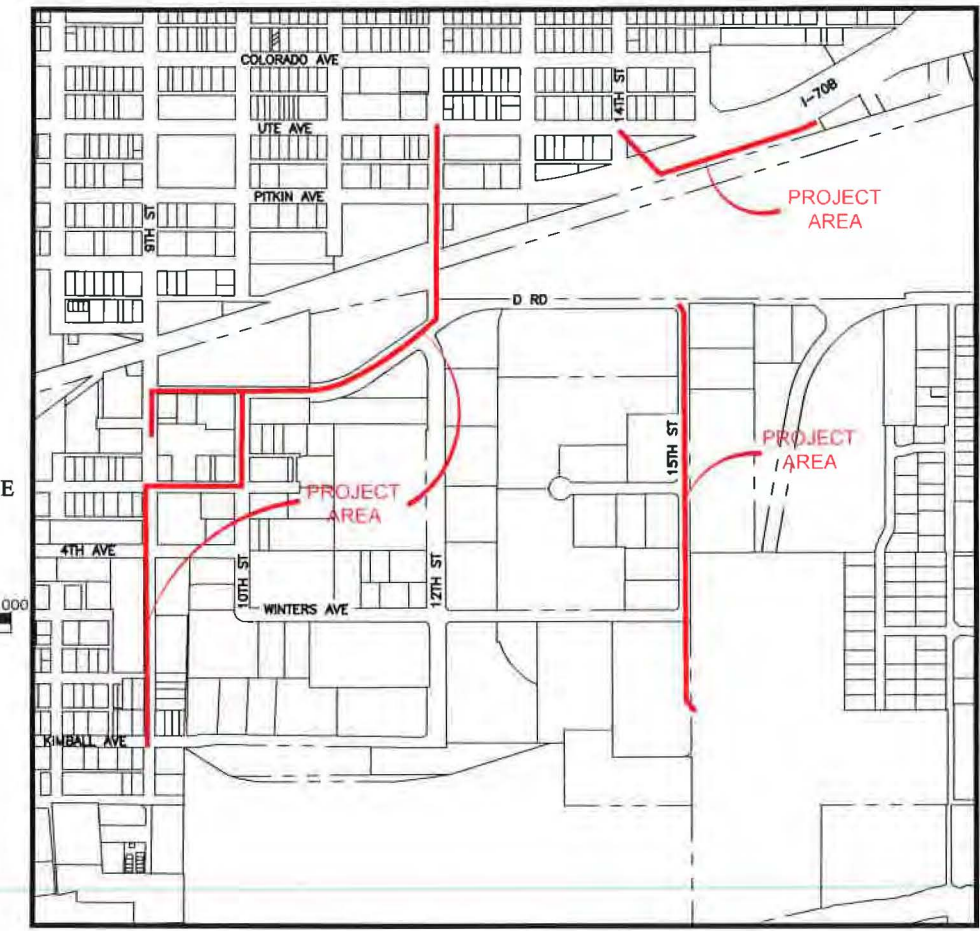 COLORADO AVE
14TH ST
I-70B
UTE AVE
PITKIN AVE
PROJECT
AREA
9TH ST
D RD
15TH ST
PROJECT
AREA
E
PROJECT
AREA
4TH AVE
10TH ST
12TH ST
000
WINTERS AVE
KIMBALL AVE